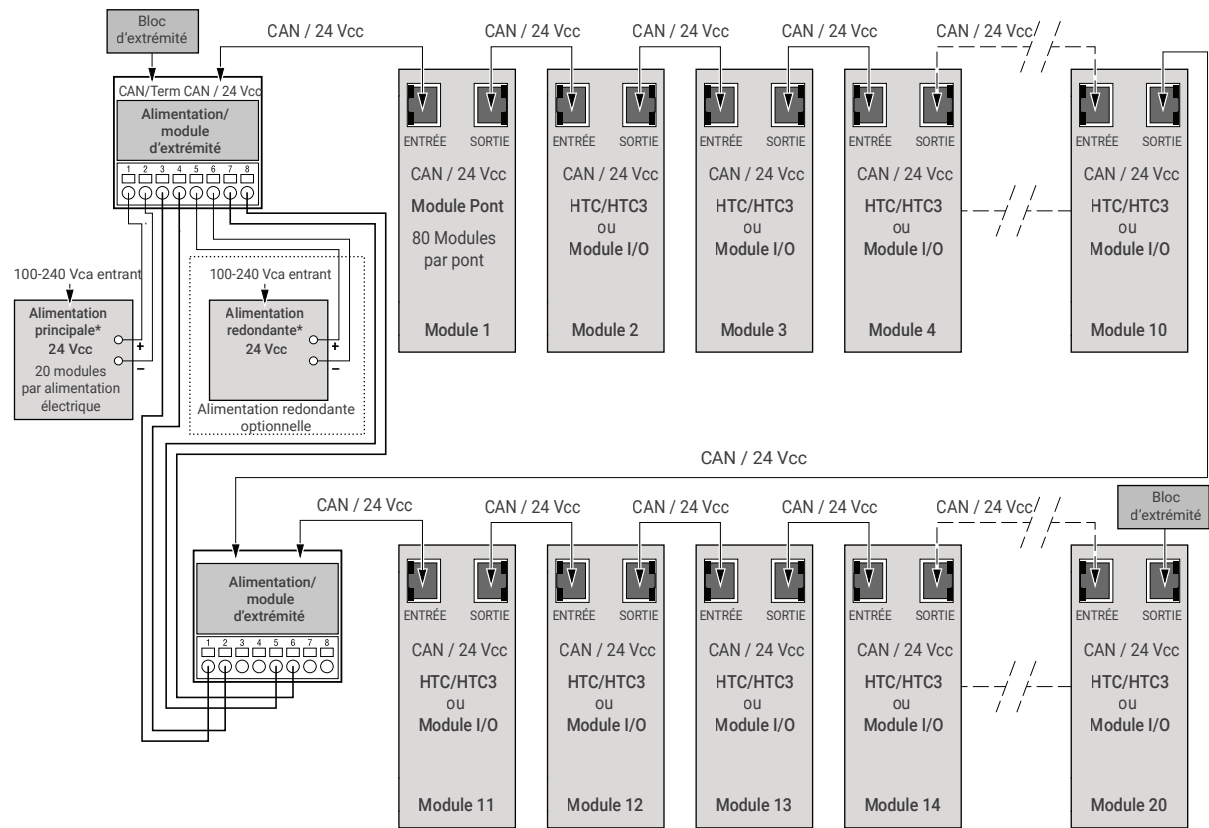 Bloc
d'extrémité
CAN / 24 Vcc
CAN / 24 Vcc
CAN / 24 Vcc
CAN / 24 Vcc
CAN / 24 Vcc
CAN/Term CAN / 24 Vcc
Alimentation/
module
d'extrémité
1 2 3 4 5 6 7 8
ENTRÉE SORTIE
CAN / 24 Vcc
Module Pont
80 Modules
par pont
Module 1
ENTRÉE SORTIE
CAN / 24 Vcc
HTC/HTC3
ou
Module I/O
Module 2
ENTRÉE SORTIE
CAN / 24 Vcc
HTC/HTC3
ou
Module I/O
Module 3
ENTRÉE SORTIE
CAN / 24 Vcc
HTC/HTC3
ou
Module I/O
Module 4
ENTRÉE SORTIE
CAN / 24 Vcc
HTC/HTC3
ou
Module I/O
Module 10
100-240 Vca entrant
Alimentation
principale*
24 Vcc
+
–
20 modules
par alimentation
électrique
100-240 Vca entrant
Alimentation
redondante*
24 Vcc
+
–
Alimentation redondante
optionnelle
CAN / 24 Vcc
CAN / 24 Vcc
CAN / 24 Vcc
CAN / 24 Vcc
CAN / 24 Vcc
CAN / 24 Vcc
Bloc
d'extrémité
Alimentation/
module
d'extrémité
1 2 3 4 5 6 7 8
ENTRÉE SORTIE
CAN / 24 Vcc
HTC/HTC3
ou
Module I/O
Module 11
ENTRÉE SORTIE
CAN / 24 Vcc
HTC/HTC3
ou
Module I/O
Module 12
ENTRÉE SORTIE
CAN / 24 Vcc
HTC/HTC3
ou
Module I/O
Module 13
ENTRÉE SORTIE
CAN / 24 Vcc
HTC/HTC3
ou
Module I/O
Module 14
ENTRÉE SORTIE
CAN / 24 Vcc
HTC/HTC3
ou
Module I/O
Module 20